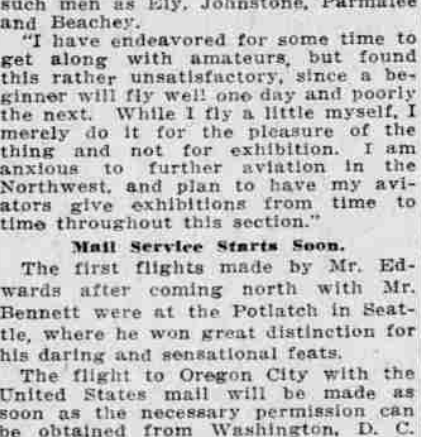 such men as Ely, Johnstone, Parmalee
and Beachey.
"I have endeavored for some time to
get along with amateurs, but found
this rather unsatisfactory, since a be-
ginner will fly well one day and poorly
the next. While I fly a little myself, I
merely do it for the pleasure of the
thing and not for exhibition. I am
anxious to further aviation in the
Northwest, and plan to have my avi-
ators give exhibitions from time to
time throughout this section."
Mail Service Starts Soon.
The first flights made by Mr. Ed-
wards after coming north with Mr.
Bennett were at the Potlatch in Seat-
tle, where he won great distinction for
his daring and sensational feats.
The flight to Oregon City with the
United States mail will be made as
soon as the necessary permission can
be obtained from Washington, D. C.